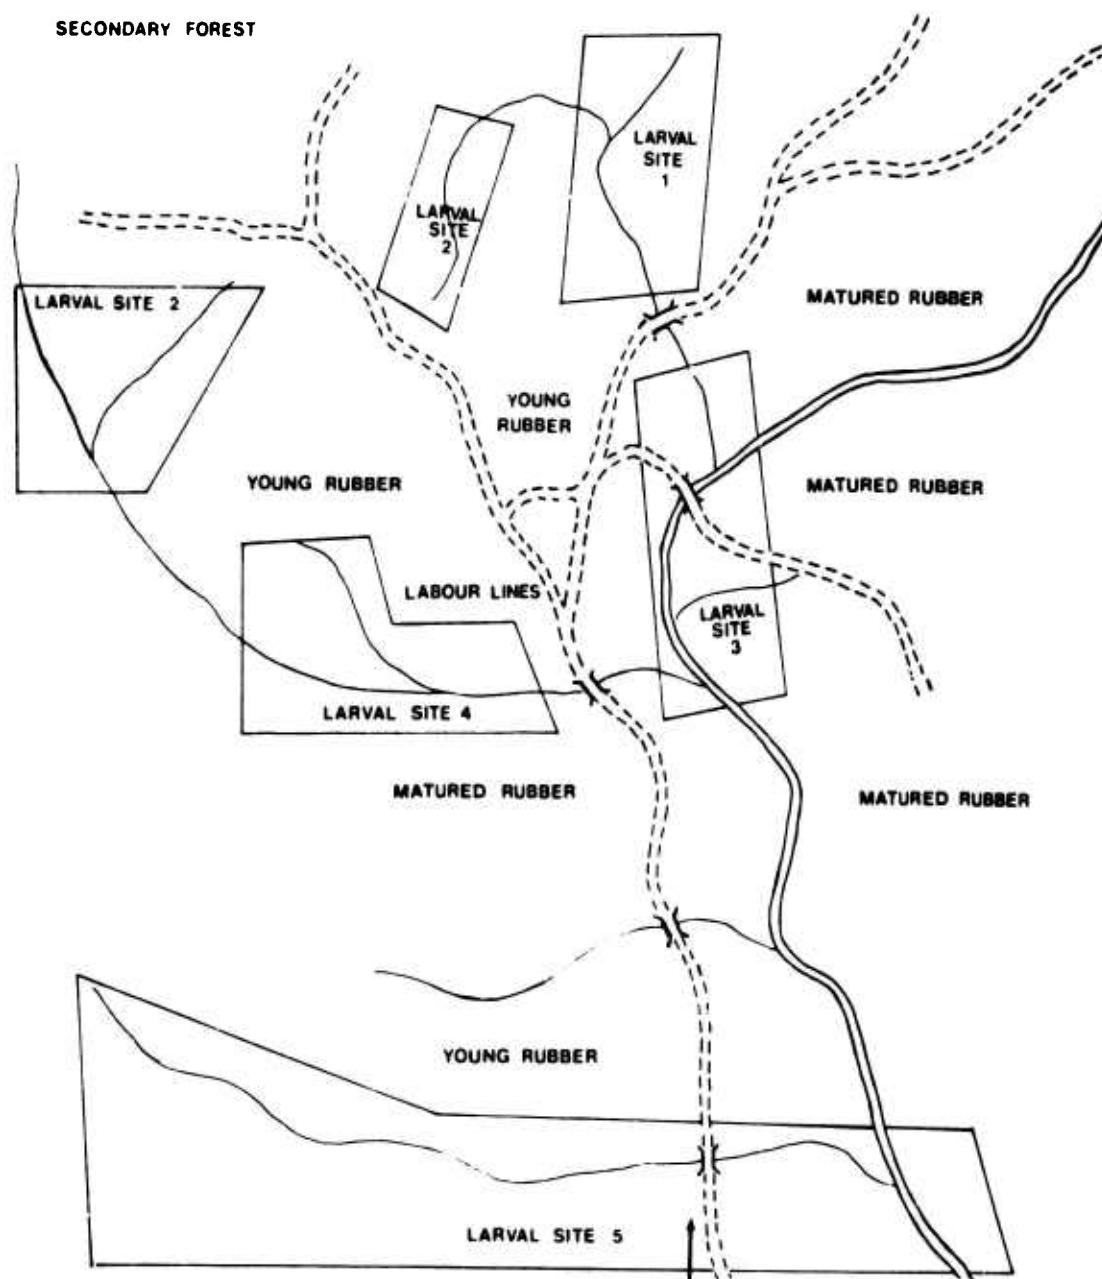 SECONDARY FOREST
LARVAL
SITE
1
LARVAL
SITE
2
LARVAL SITE 2
MATURED RUBBER
YOUNG
RUBBER
YOUNG RUBBER
MATURED RUBBER
LABOUR LINES
LARVAL
SITE
3
LARVAL SITE 4
MATURED RUBBER
MATURED RUBBER
YOUNG RUBBER
LARVAL SITE 5